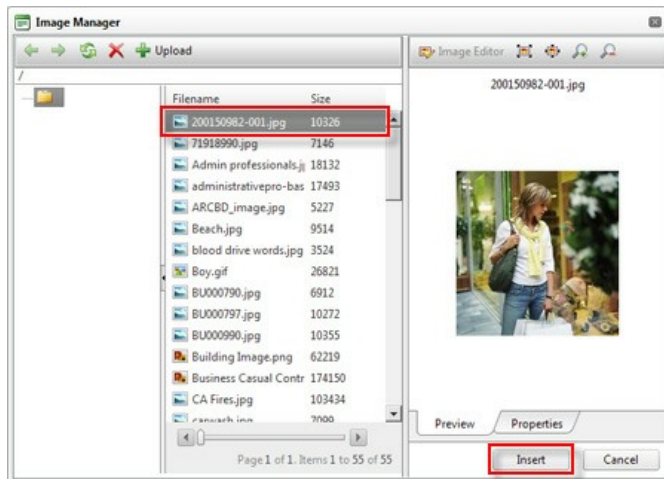 Image Manager
Upload
Image Editor
/
200150982-001.jpg
Filename Size
200150982-001.jpg 10326
71918990.jpg 7146
Admin professionals.j 18132
administrativepro-bas 17493
ARCBD_image.jpg 5227
Beach.jpg 9514
blood drive words.jpg 3524
Boy.gif 26821
BU000790.jpg 6912
BU000797.jpg 10272
BU000990.jpg 10355
Building Image.png 62219
Business Casual Contr 174150
CA Fires.jpg 103434
carwash.jpg 7099
Preview Properties
Page 1 of 1. Items 1 to 55 of 55
Insert Cancel